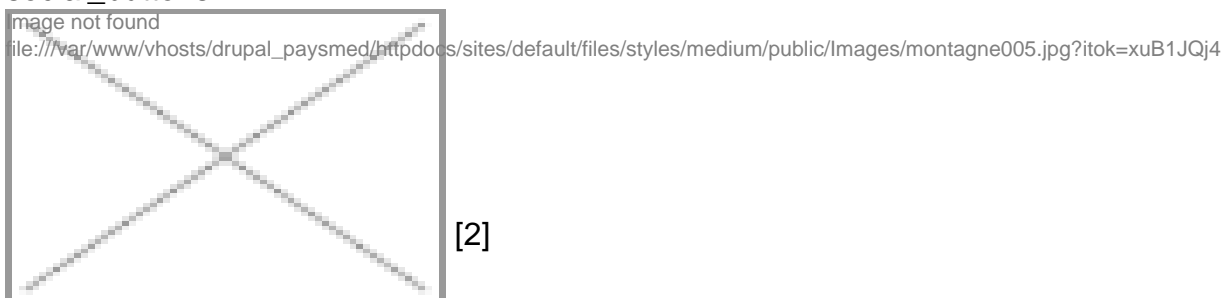 Image not found
file:///var/www/vhosts/drupal_paysmed/httpdocs/sites/default/files/styles/medium/public/Images/montagne005.jpg?itok=xuB1JQj4
[2]